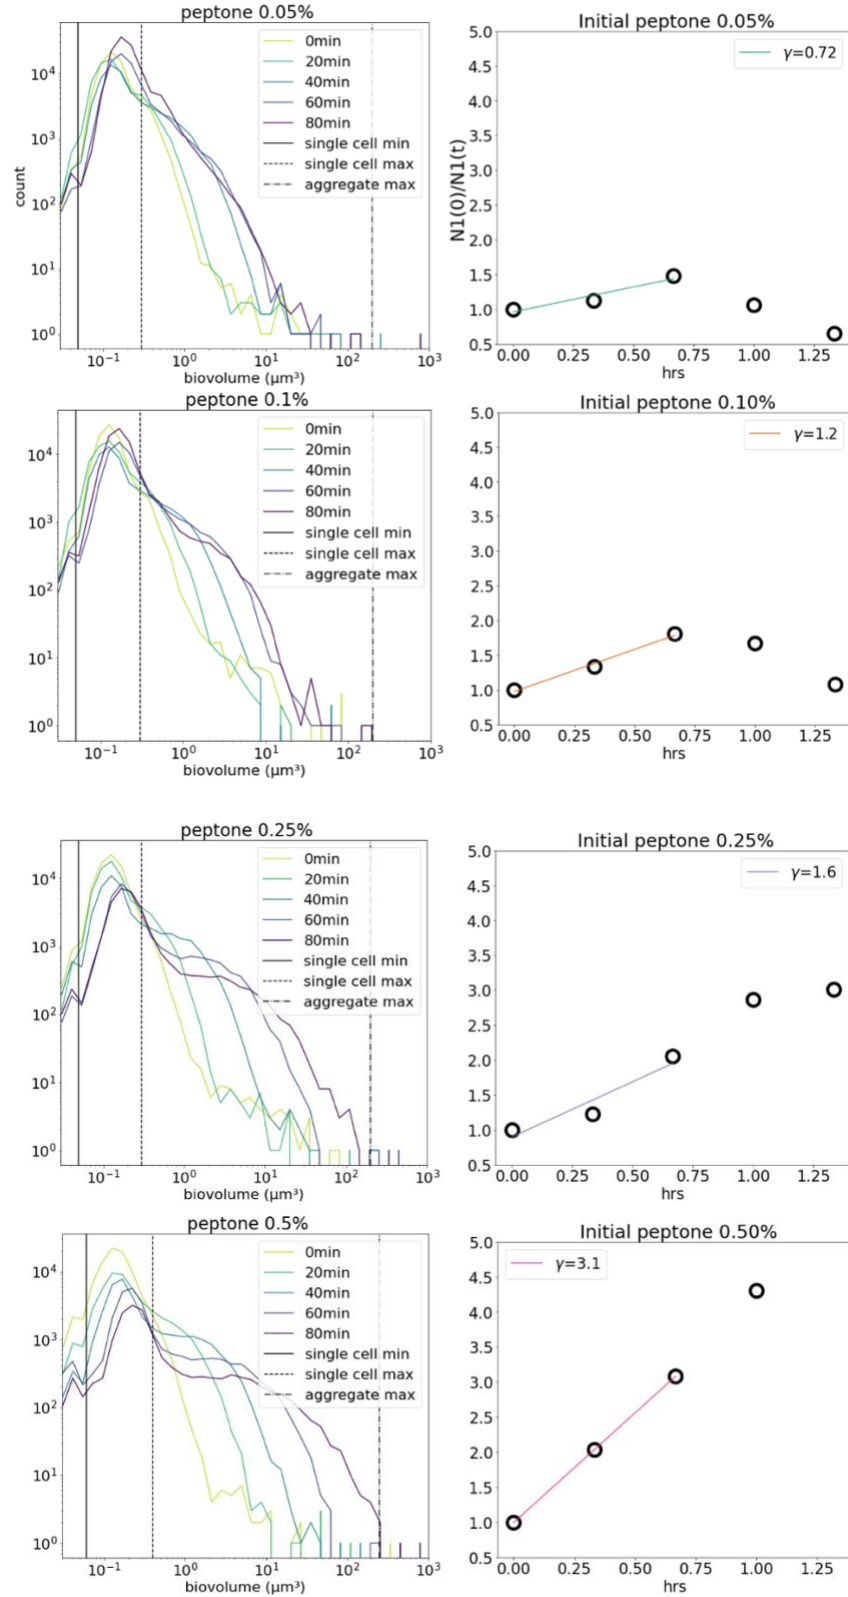 peptone 0.05%
count
10⁴
10³
10²
10¹
10⁰
0min
20min
40min
60min
80min
single cell min
single cell max
aggregate max
10⁻¹ 10⁰ 10¹ 10² 10³
biovolume (μm³)
Initial peptone 0.05%
N1(0)/N1(t)
5.0
4.5
4.0
3.5
3.0
2.5
2.0
1.5
1.0
0.5
γ=0.72
0.00 0.25 0.50 0.75 1.00 1.25
hrs
peptone 0.1%
10⁴
10³
10²
10¹
10⁰
0min
20min
40min
60min
80min
single cell min
single cell max
aggregate max
10⁻¹ 10⁰ 10¹ 10² 10³
biovolume (μm³)
Initial peptone 0.10%
5.0
4.5
4.0
3.5
3.0
2.5
2.0
1.5
1.0
0.5
γ=1.2
0.00 0.25 0.50 0.75 1.00 1.25
hrs
peptone 0.25%
10⁴
10³
10²
10¹
10⁰
0min
20min
40min
60min
80min
single cell min
single cell max
aggregate max
10⁻¹ 10⁰ 10¹ 10² 10³
biovolume (μm³)
Initial peptone 0.25%
5.0
4.5
4.0
3.5
3.0
2.5
2.0
1.5
1.0
0.5
γ=1.6
0.00 0.25 0.50 0.75 1.00 1.25
hrs
peptone 0.5%
10⁴
10³
10²
10¹
10⁰
0min
20min
40min
60min
80min
single cell min
single cell max
aggregate max
10⁻¹ 10⁰ 10¹ 10² 10³
biovolume (μm³)
Initial peptone 0.50%
5.0
4.5
4.0
3.5
3.0
2.5
2.0
1.5
1.0
0.5
γ=3.1
0.00 0.25 0.50 0.75 1.00 1.25
hrs